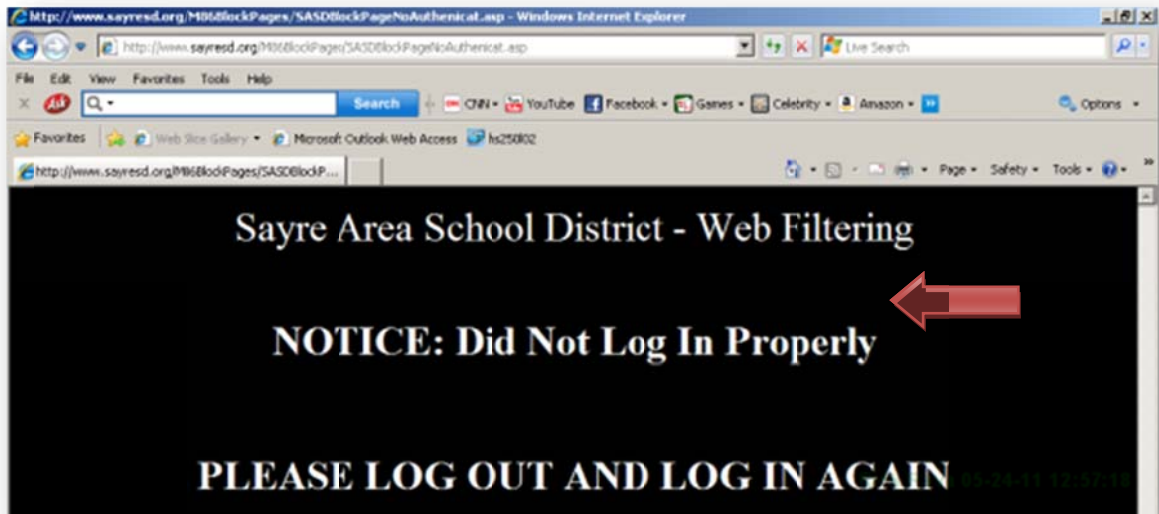 http://www.sayresd.org/M86BlockPages/SASDBlockPageNoAuthenicat.asp - Windows Internet Explorer
http://www.sayresd.org/M86BlockPages/SASDBlockPageNoAuthenicat.asp
Live Search
File Edit View Favorites Tools Help
Search CNN YouTube Facebook Games Celebrity Amazon Options
Favorites Web Slice Gallery Microsoft Outlook Web Access hs250l02
http://www.sayresd.org/M86BlockPages/SASDBlockP... Page Safety Tools
Sayre Area School District - Web Filtering
NOTICE: Did Not Log In Properly
PLEASE LOG OUT AND LOG IN AGAIN
05-24-11 12:57:18